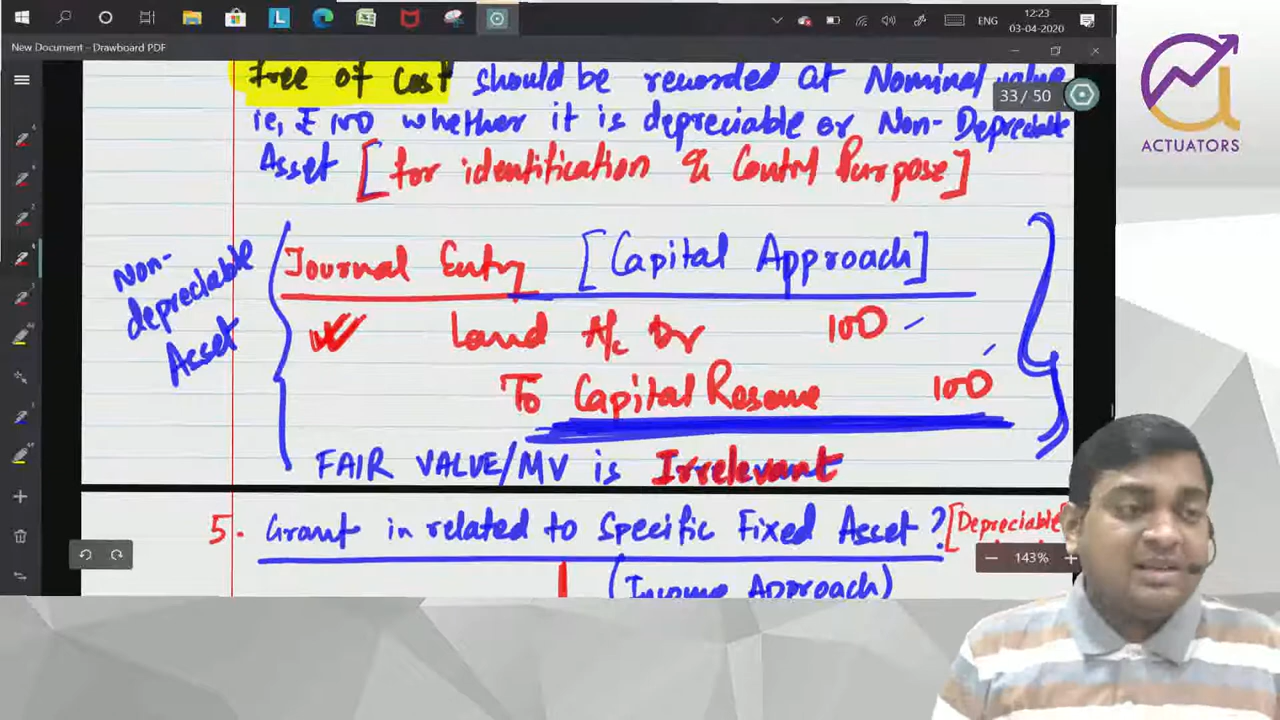 12:23
ENG
03-04-2020
New Document - Drawboard PDF
Free of Cost should be recorded at Nominal value
33 / 50
ie, ₹ 100 whether it is depreciable or Non-Depreciable
Asset [for identification & Control Purpose]
ACTUATORS
Non-
depreciable
Asset
Journal Entry [Capital Approach]
Land A/c Dr 100
To Capital Reserve 100
FAIR VALUE/MV is Irrelevant
5. Grant in related to Specific Fixed Asset? [Depreciable
143%
(Income Approach)